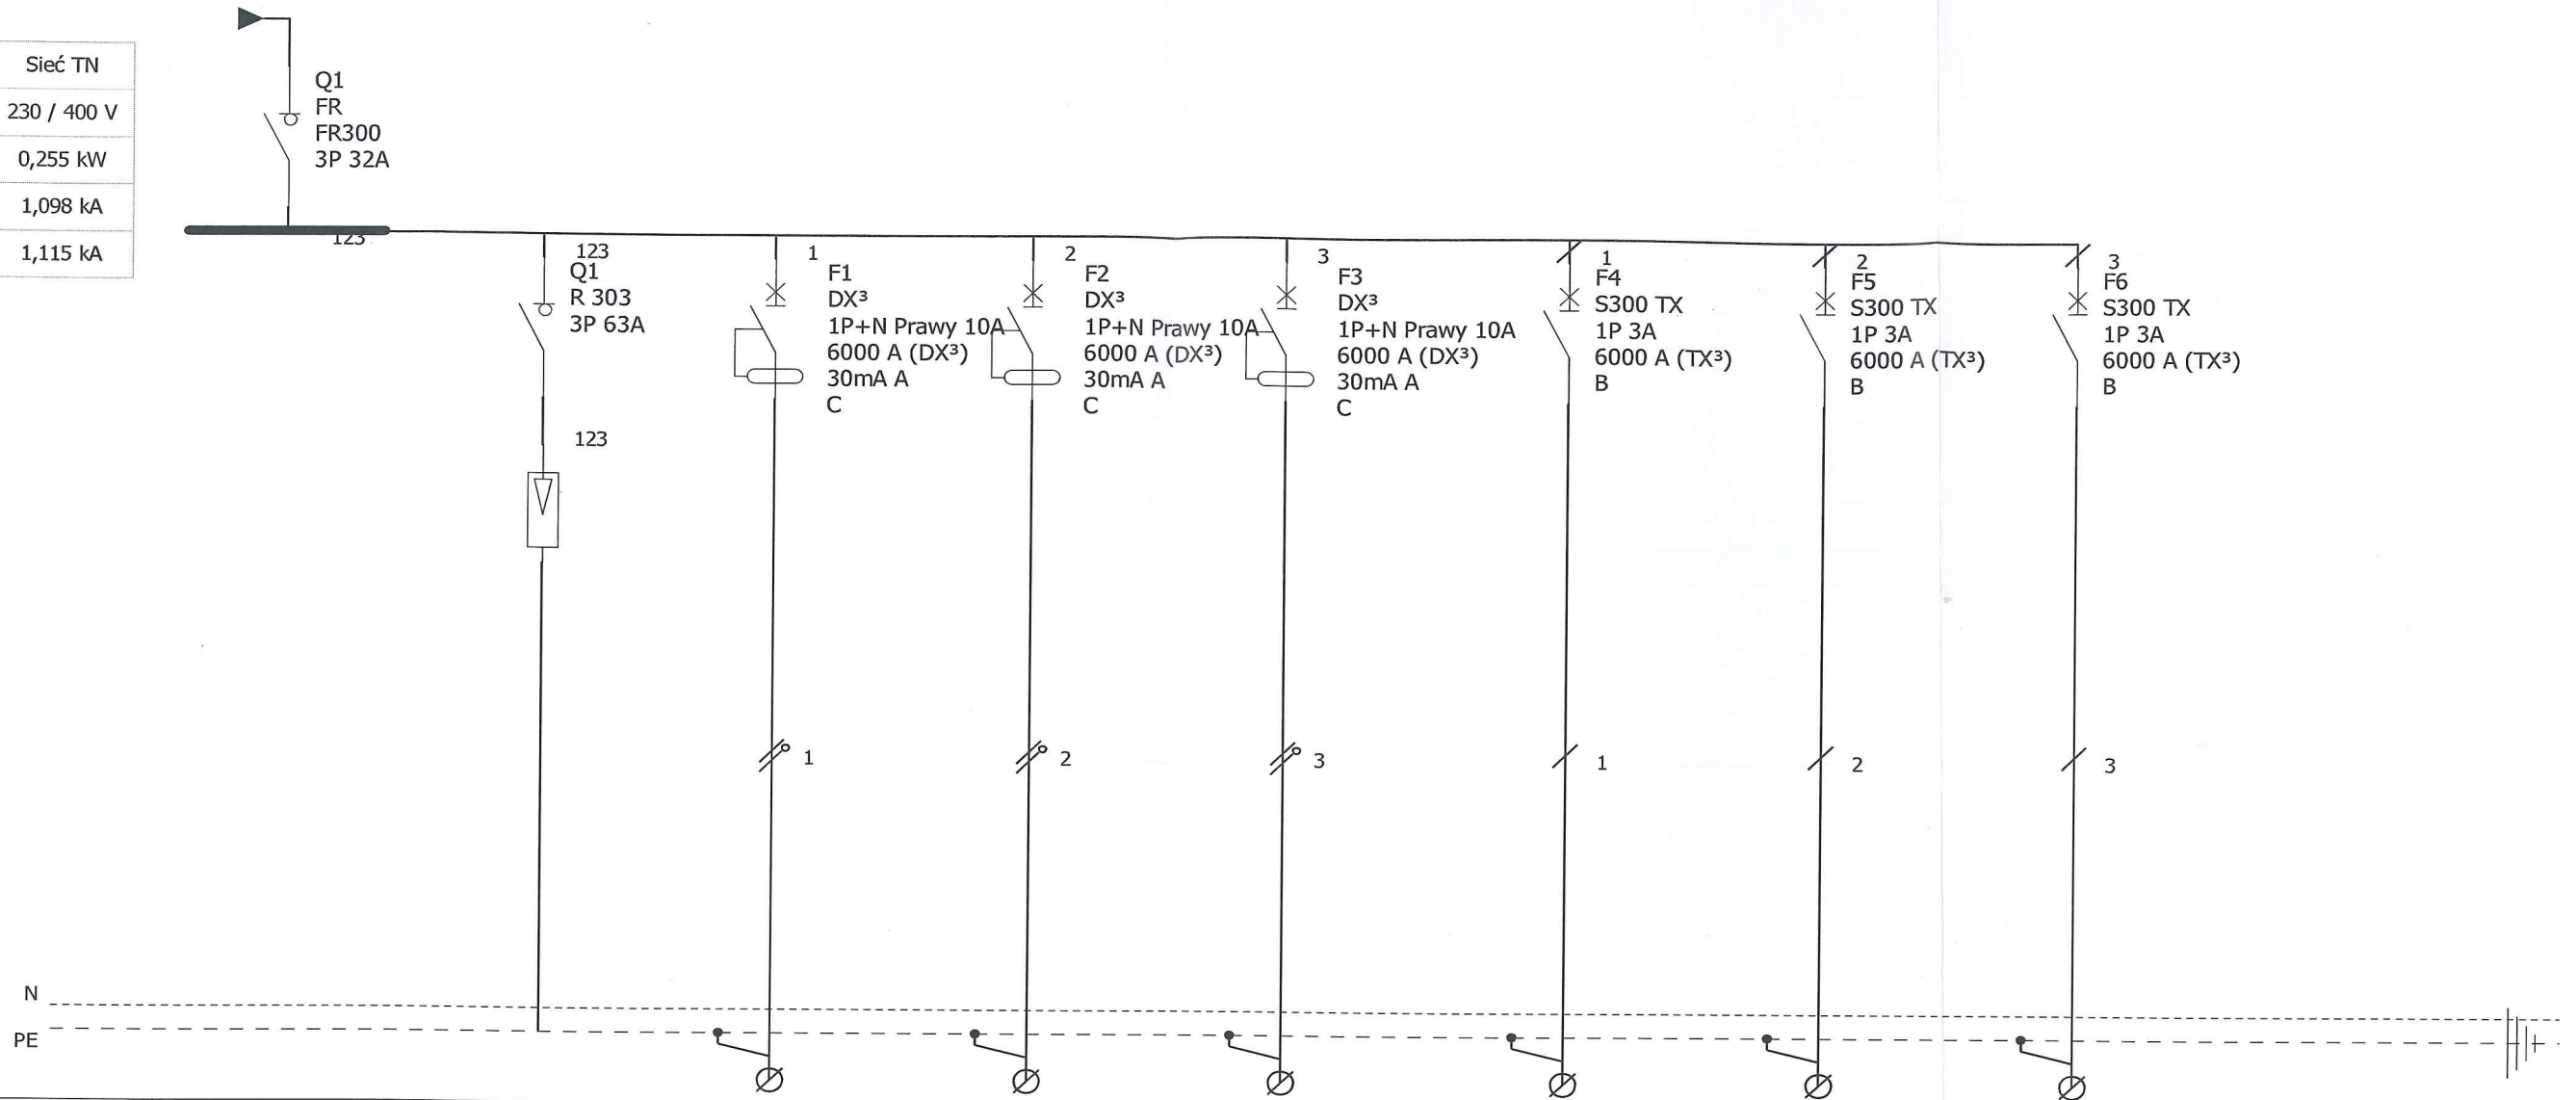 Sieć TN
230 / 400 V
0,255 kW
1,098 kA
1,115 kA
Q1
FR
FR300
3P 32A
123
123
Q1
R 303
3P 63A
123
1
F1
DX³
1P+N Prawy 10A
6000 A (DX³)
30mA A
C
2
F2
DX³
1P+N Prawy 10A
6000 A (DX³)
30mA A
C
3
F3
DX³
1P+N Prawy 10A
6000 A (DX³)
30mA A
C
1
F4
S300 TX
1P 3A
6000 A (TX³)
B
2
F5
S300 TX
1P 3A
6000 A (TX³)
B
3
F6
S300 TX
1P 3A
6000 A (TX³)
B
1
2
3
1
2
3
N
PE